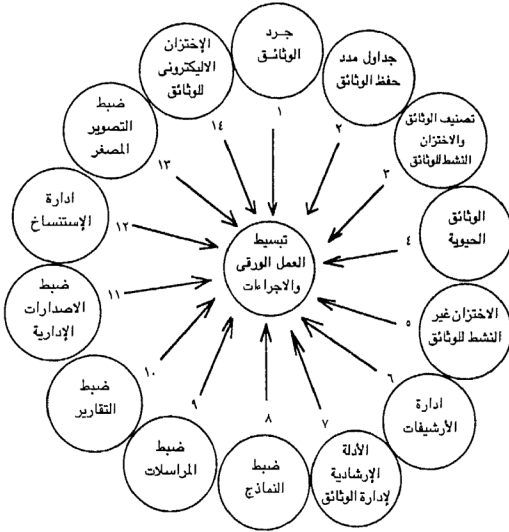 جرد
الوثائق
١
جداول مدد
حفظ الوثائق
٢
تصنيف الوثائق
والاختزان
النشط للوثائق
٣
الوثائق
الحيوية
٤
الاختزان غير
النشط للوثائق
٥
ادارة
الأرشيفات
٦
الأدلة
الإرشادية
لإدارة الوثائق
٧
ضبط
النماذج
٨
ضبط
المراسلات
٩
ضبط
التقارير
١٠
ضبط
الاصدارات
الإدارية
١١
ادارة
الإستنساخ
١٢
ضبط
التصوير
المصغر
١٣
الإختزان
الاليكترونى
للوثائق
١٤
تبسيط
العمل الورقى
والاجراءات